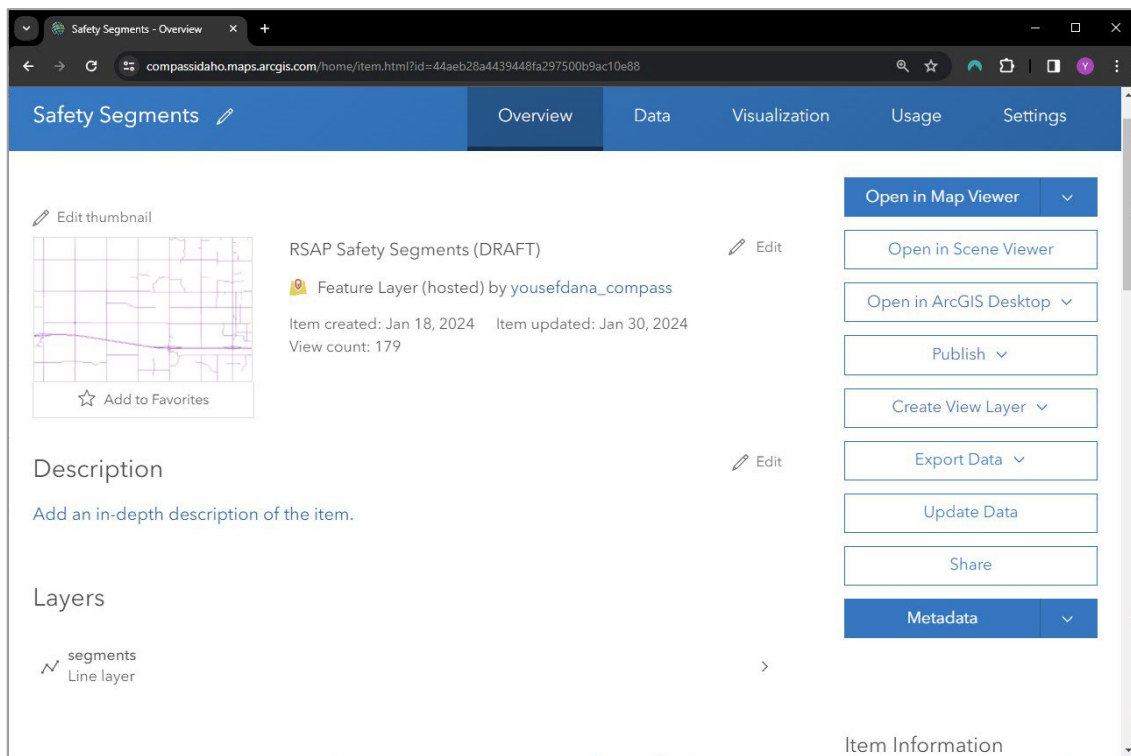 Safety Segments - Overview
compassidaho.maps.arcgis.com/home/item.html?id=44aeb28a4439448fa297500b9ac10e88
Y
Safety Segments
Overview
Data
Visualization
Usage
Settings
Edit thumbnail
Add to Favorites
RSAP Safety Segments (DRAFT)
Edit
Feature Layer (hosted) by yousefdana_compass
Item created: Jan 18, 2024 Item updated: Jan 30, 2024
View count: 179
Description
Edit
Add an in-depth description of the item.
Layers
segments
Line layer
Open in Map Viewer
Open in Scene Viewer
Open in ArcGIS Desktop
Publish
Create View Layer
Export Data
Update Data
Share
Metadata
Item Information